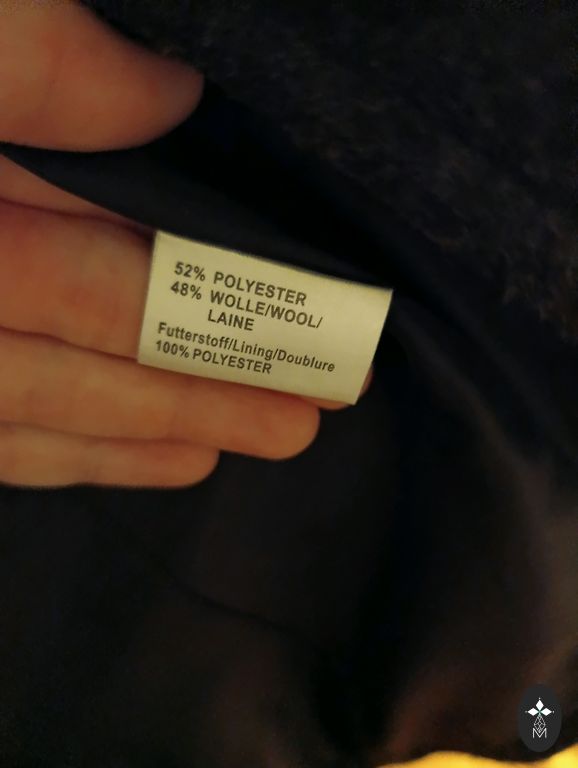 52% POLYESTER
48% WOLLE/WOOL/
LAINE
Futterstoff/Lining/Doublure
100% POLYESTER
M